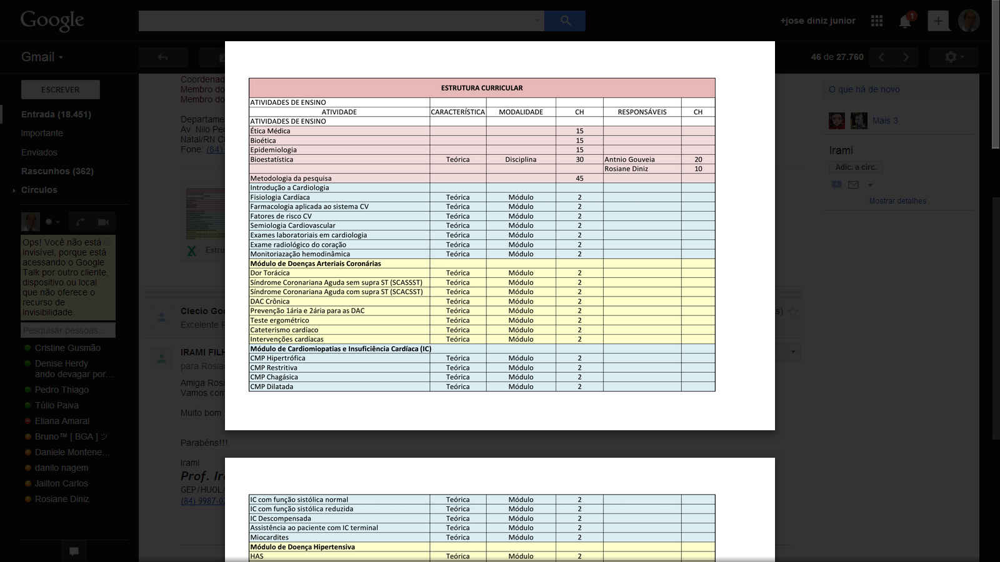 Google
+jose diniz junior
1
Gmail
46 de 27.760
ESCREVER
Entrada (18.451)
Importante
Enviados
Rascunhos (362)
Círculos
Ops! Você não está
invisível, porque está
acessando o Google
Talk por outro cliente,
dispositivo ou local
que não oferece o
recurso de
invisibilidade.
Pesquisar pessoas...
Cristine Gusmão
Denise Herdy
ando devagar por...
Pedro Thiago
Túlio Paiva
Eliana Amaral
Bruno™ [ BGA ] ツ
Daniele Montene...
danilo nagem
Jailton Carlos
Rosiane Diniz
Coordenad
Membro do
Membro do
Departame
Av. Nilo Pe
Natal/RN
Fone: (84)
Estru
Clecio Go
Excelente
IRAMI FILH
para Rosia
Amiga Rosi
Vamos com
Muito bom
Parabéns!!!
Irami
Prof. Ir
GEP/HUOL/
(84) 9987-0
ESTRUTURA CURRICULAR
ATIVIDADES DE ENSINO
ATIVIDADE CARACTERÍSTICA MODALIDADE CH RESPONSÁVEIS CH
ATIVIDADES DE ENSINO
Ética Médica 15
Bioética 15
Epidemiologia 15
Bioestatística Teórica Disciplina 30 Antnio Gouveia 20
Rosiane Diniz 10
Metodologia da pesquisa 45
Introdução a Cardiologia
Fisiologia Cardíaca Teórica Módulo 2
Farmacologia aplicada ao sistema CV Teórica Módulo 2
Fatores de risco CV Teórica Módulo 2
Semiologia Cardiovascular Teórica Módulo 2
Exames laboratoriais em cardiologia Teórica Módulo 2
Exame radiológico do coração Teórica Módulo 2
Monitoriazação hemodinâmica Teórica Módulo 2
Módulo de Doenças Arteriais Coronárias
Dor Torácica Teórica Módulo 2
Síndrome Coronariana Aguda sem supra ST (SCASSST) Teórica Módulo 2
Síndrome Coronariana Aguda com supra ST (SCACSST) Teórica Módulo 2
DAC Crônica Teórica Módulo 2
Prevenção 1ária e 2ária para as DAC Teórica Módulo 2
Teste ergométrico Teórica Módulo 2
Cateterismo cardíaco Teórica Módulo 2
Intervenções cardíacas Teórica Módulo 2
Módulo de Cardiomiopatias e Insuficiência Cardíaca (IC)
CMP Hipertrófica Teórica Módulo 2
CMP Restritiva Teórica Módulo 2
CMP Chagásica Teórica Módulo 2
CMP Dilatada Teórica Módulo 2
IC com função sistólica normal Teórica Módulo 2
IC com função sistólica reduzida Teórica Módulo 2
IC Descompensada Teórica Módulo 2
Assistência ao paciente com IC terminal Teórica Módulo 2
Miocardites Teórica Módulo 2
Módulo de Doença Hipertensiva
HAS Teórica Módulo 2
O que há de novo
Mais 3
Irami
Adic. a circ.
Mostrar detalhes
s)